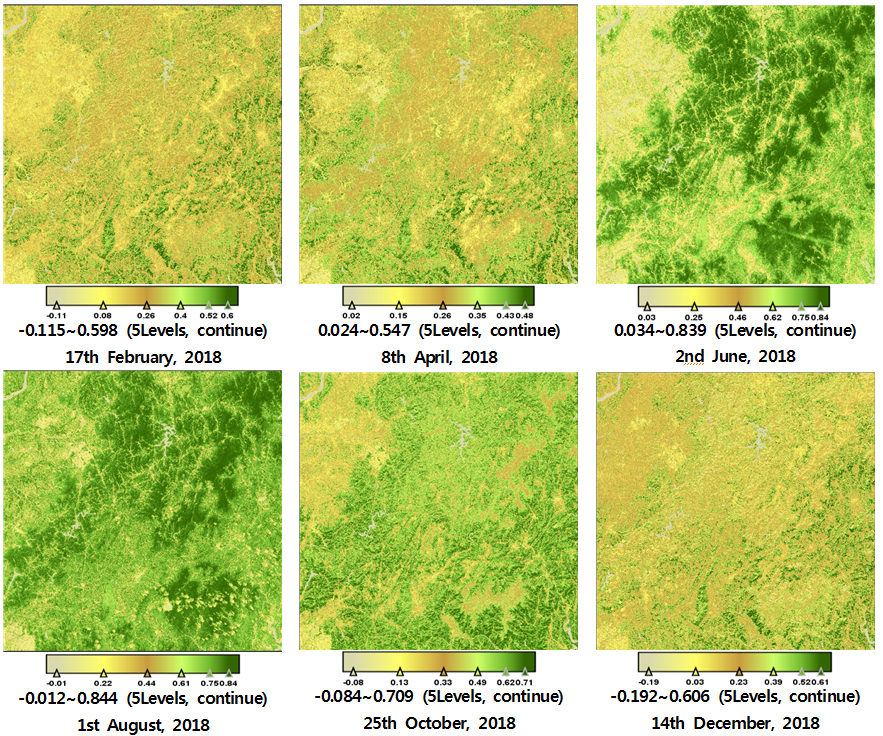 -0.11 0.08 0.26 0.4 0.52 0.6
-0.115~0.598 (5Levels, continue)
17th February, 2018
0.02 0.15 0.26 0.35 0.43 0.48
0.024~0.547 (5Levels, continue)
8th April, 2018
0.03 0.25 0.46 0.62 0.75 0.84
0.034~0.839 (5Levels, continue)
2nd June, 2018
-0.01 0.22 0.44 0.61 0.75 0.84
-0.012~0.844 (5Levels, continue)
1st August, 2018
-0.08 0.13 0.33 0.49 0.62 0.71
-0.084~0.709 (5Levels, continue)
25th October, 2018
-0.19 0.03 0.23 0.39 0.52 0.61
-0.192~0.606 (5Levels, continue)
14th December, 2018